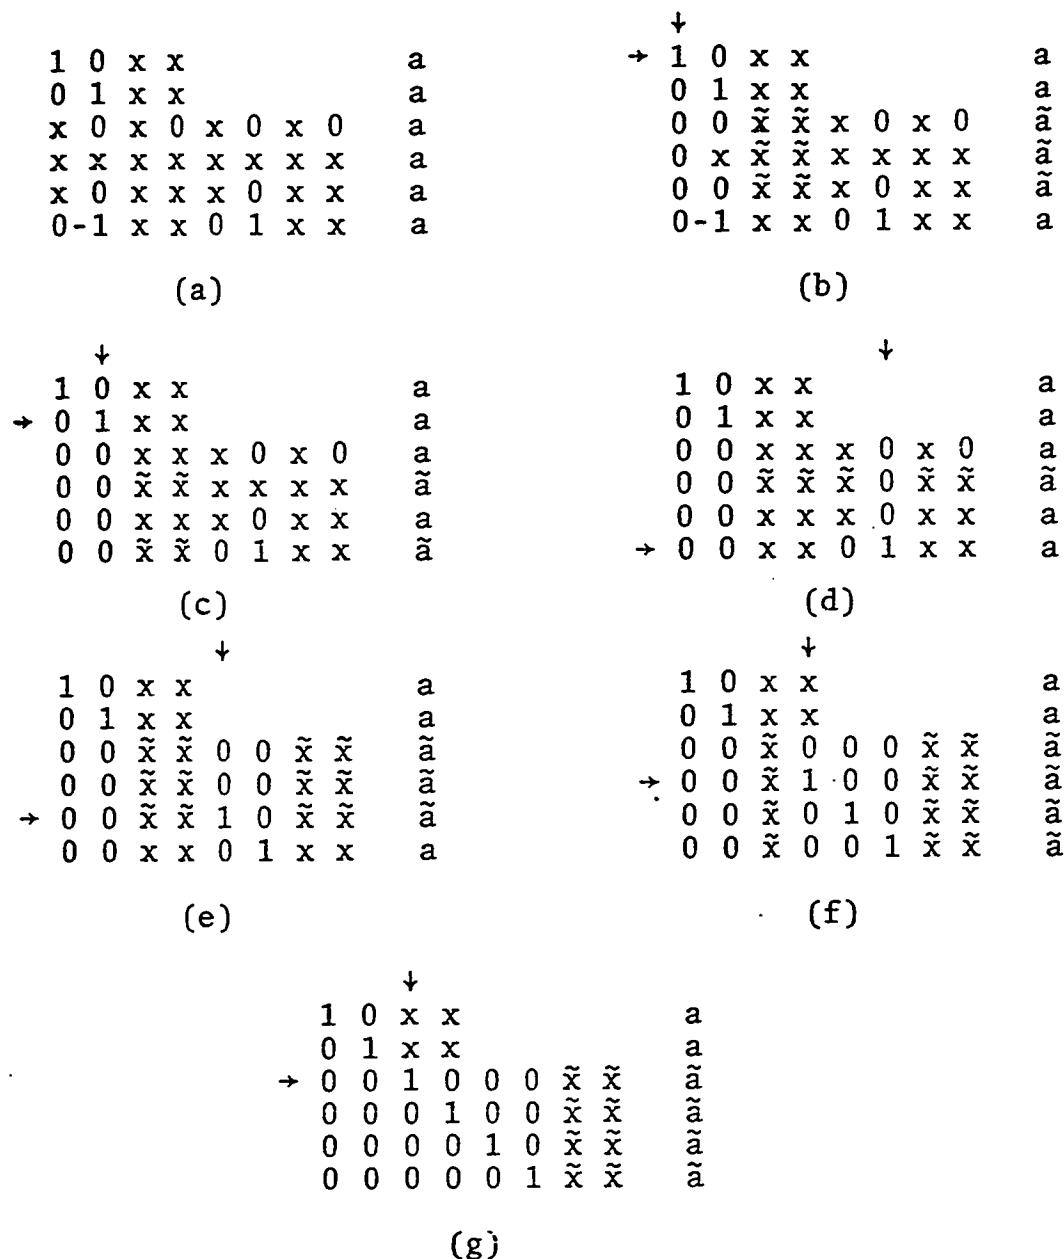 1 0 x x a
0 1 x x a
x 0 x 0 x 0 x 0 a
x x x x x x x x a
x 0 x x x 0 x x a
0 -1 x x 0 1 x x a
(a)
↓
→ 1 0 x x a
0 1 x x a
0 0 x̃ x̃ x 0 x 0 ã
0 x x̃ x̃ x x x x ã
0 0 x̃ x̃ x 0 x x ã
0 -1 x x 0 1 x x a
(b)
↓
1 0 x x a
→ 0 1 x x a
0 0 x x x 0 x 0 a
0 0 x̃ x̃ x x x x ã
0 0 x x x 0 x x a
0 0 x̃ x̃ 0 1 x x ã
(c)
↓
1 0 x x a
0 1 x x a
0 0 x x x 0 x 0 a
0 0 x̃ x̃ x̃ 0 x̃ x̃ ã
0 0 x x x 0 x x a
→ 0 0 x x 0 1 x x a
(d)
↓
1 0 x x a
0 1 x x a
0 0 x̃ x̃ 0 0 x̃ x̃ ã
0 0 x̃ x̃ 0 0 x̃ x̃ ã
→ 0 0 x̃ x̃ 1 0 x̃ x̃ ã
0 0 x x 0 1 x x a
(e)
↓
1 0 x x a
0 1 x x a
0 0 x̃ 0 0 0 x̃ x̃ ã
→ 0 0 x̃ 1 0 0 x̃ x̃ ã
0 0 x̃ 0 1 0 x̃ x̃ ã
0 0 x̃ 0 0 1 x̃ x̃ ã
(f)
↓
1 0 x x a
0 1 x x a
→ 0 0 1 0 0 0 x̃ x̃ ã
0 0 0 1 0 0 x̃ x̃ ã
0 0 0 0 1 0 x̃ x̃ ã
0 0 0 0 0 1 x̃ x̃ ã
(g)